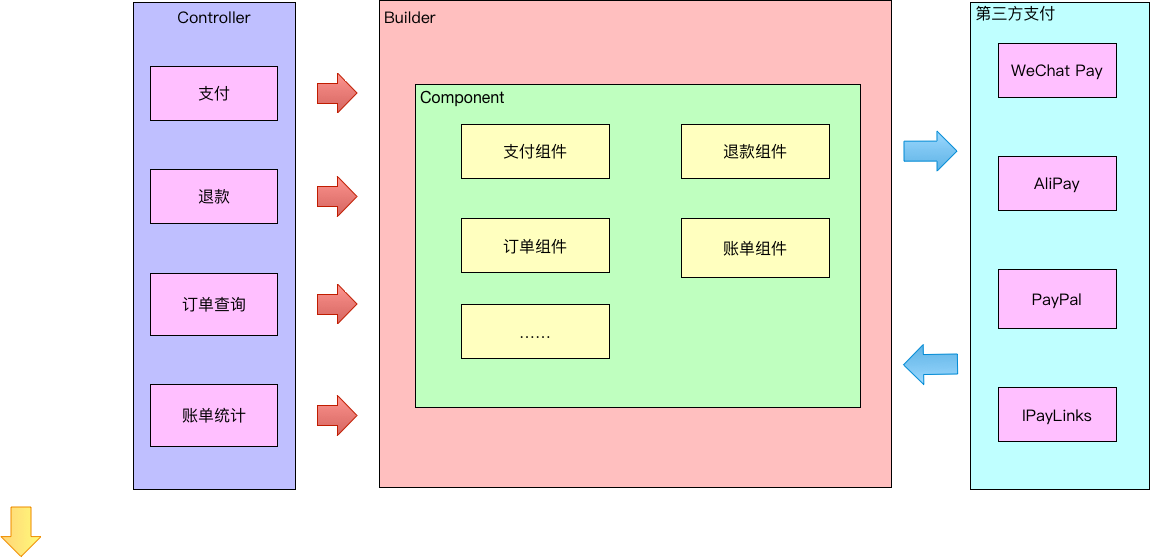 Controller
支付
退款
订单查询
账单统计
Builder
Component
支付组件
退款组件
订单组件
账单组件
……
第三方支付
WeChat Pay
AliPay
PayPal
IPayLinks